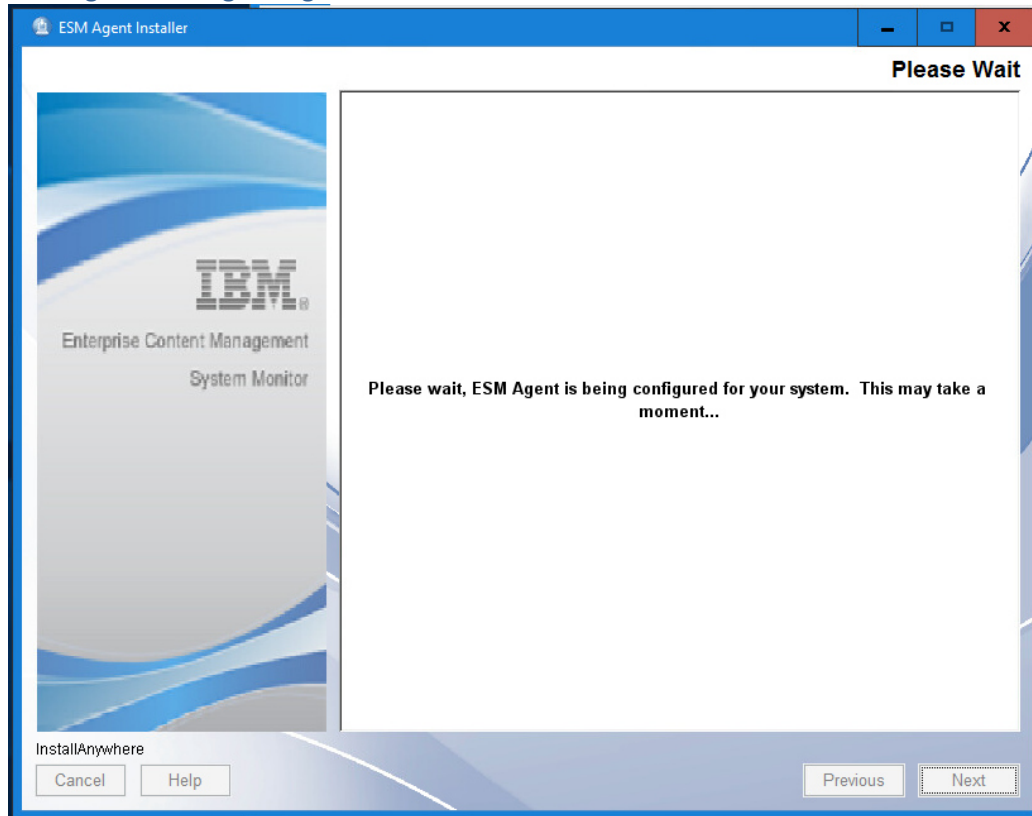 ESM Agent Installer
Please Wait
IBM®
Enterprise Content Management
System Monitor
Please wait, ESM Agent is being configured for your system. This may take a
moment...
InstallAnywhere
Cancel Help Previous Next